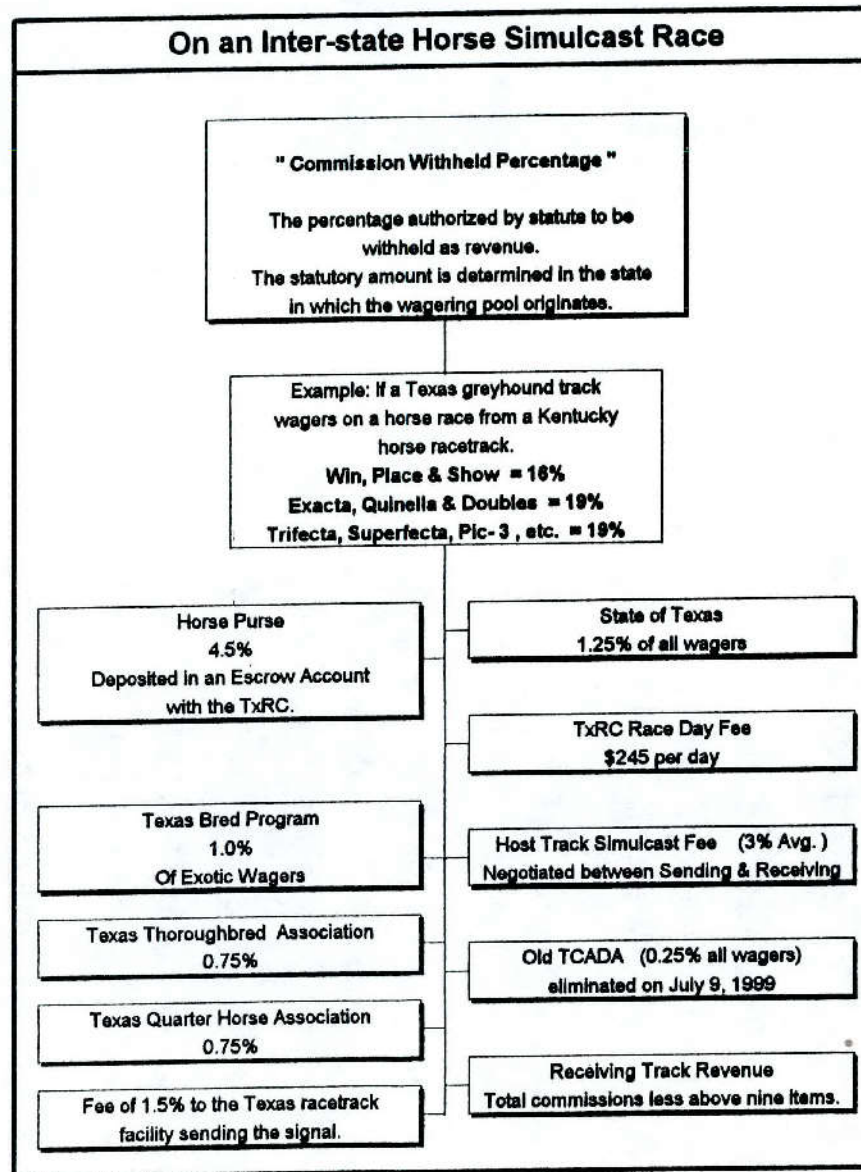 On an Inter-state Horse Simulcast Race
" Commission Withheld Percentage "
The percentage authorized by statute to be
withheld as revenue.
The statutory amount is determined in the state
in which the wagering pool originates.
Example: If a Texas greyhound track
wagers on a horse race from a Kentucky
horse racetrack.
Win, Place & Show = 16%
Exacta, Quinella & Doubles = 19%
Trifecta, Superfecta, Pic- 3 , etc. = 19%
Horse Purse
4.5%
Deposited in an Escrow Account
with the TxRC.
State of Texas
1.25% of all wagers
TxRC Race Day Fee
$245 per day
Texas Bred Program
1.0%
Of Exotic Wagers
Host Track Simulcast Fee (3% Avg. )
Negotiated between Sending & Receiving
Texas Thoroughbred Association
0.75%
Old TCADA (0.25% all wagers)
eliminated on July 9, 1999
Texas Quarter Horse Association
0.75%
Receiving Track Revenue
Total commissions less above nine items.
Fee of 1.5% to the Texas racetrack
facility sending the signal.